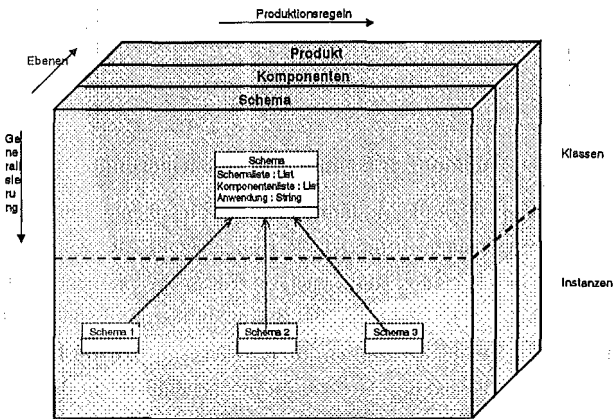 Produktionsregeln
Ebenen
Produkt
Komponenten
Schema
Ge
ne
rali
sie
ru
ng
Schema
Schemaliste : List
Komponentenliste : List
Anwendung : String
Klassen
Instanzen
Schema 1
Schema 2
Schema 3